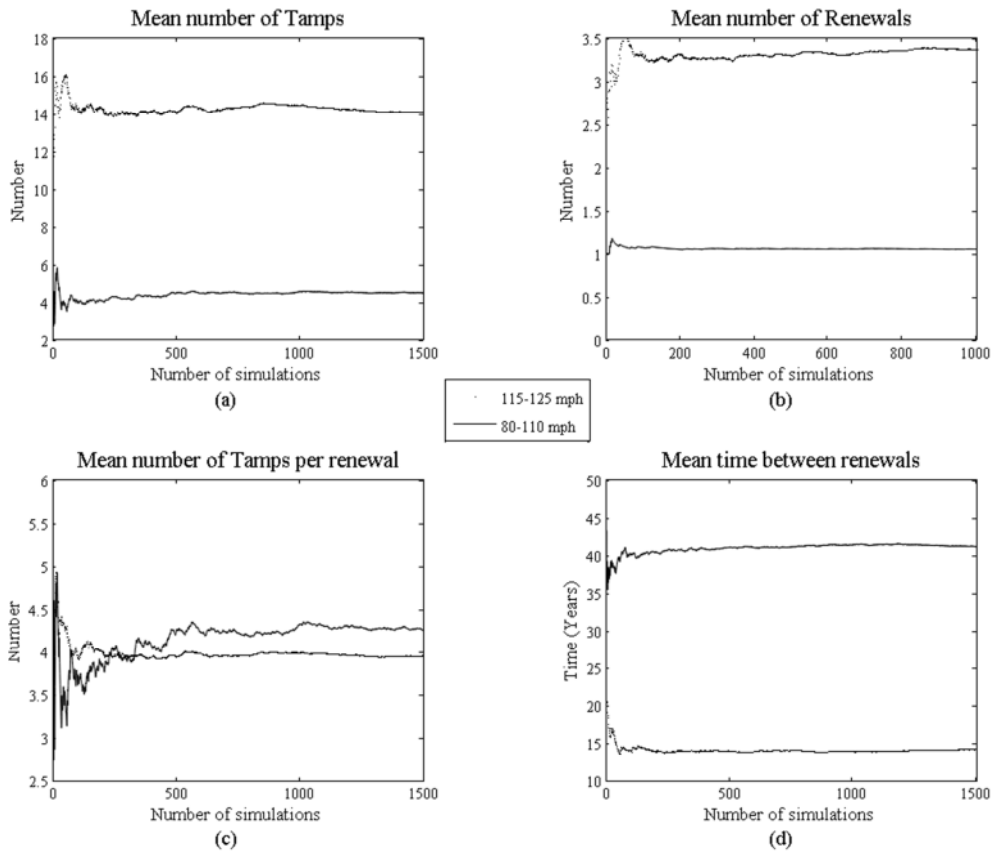 Mean number of Tamps
18
16
14
12
10
8
6
4
2
Number
0
500
1000
1500
Number of simulations
(a)
Mean number of Renewals
3.5
3
2.5
2
1.5
1
0.5
0
Number
0
200
400
600
800
1000
Number of simulations
(b)
115-125 mph
80-110 mph
Mean number of Tamps per renewal
6
5.5
5
4.5
4
3.5
3
2.5
Number
0
500
1000
1500
Number of simulations
(c)
Mean time between renewals
50
45
40
35
30
25
20
15
10
Time (Years)
0
500
1000
1500
Number of simulations
(d)